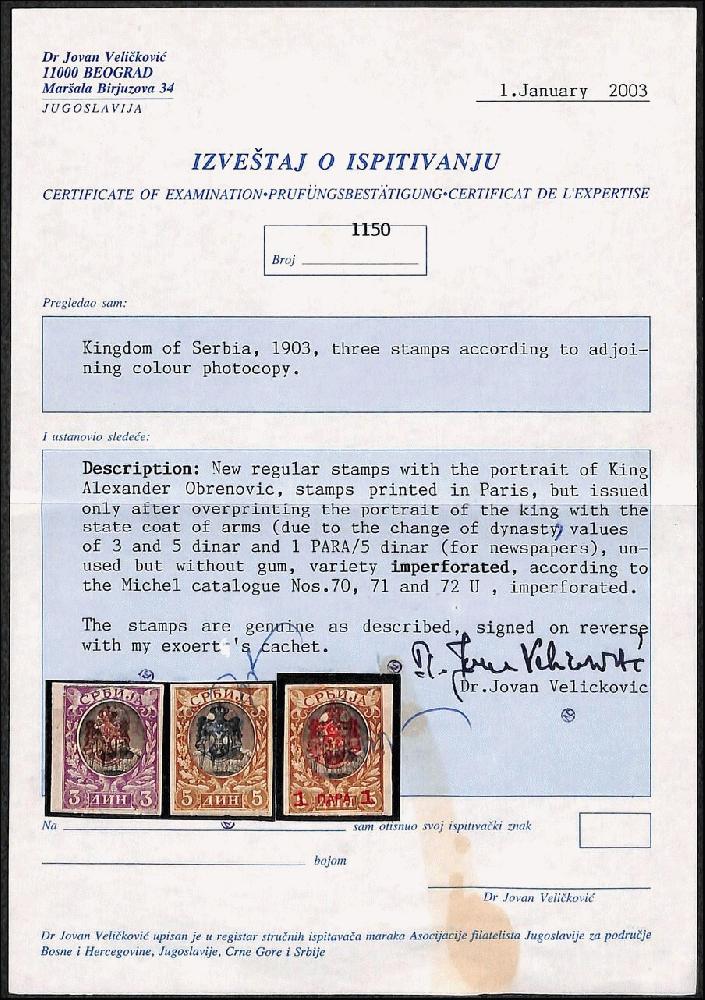 Dr Jovan Veličković
11000 BEOGRAD
Maršala Birjuzova 34
JUGOSLAVIJA
1.January 2003
IZVEŠTAJ O ISPITIVANJU
CERTIFICATE OF EXAMINATION•PRUFÜNGSBESTÄTIGUNG•CERTIFICAT DE L'EXPERTISE
1150
Broj
Pregledao sam:
Kingdom of Serbia, 1903, three stamps according to adjoi-
ning colour photocopy.
I ustanovio sledeće:
Description: New regular stamps with the portrait of King
Alexander Obrenovic, stamps printed in Paris, but issued
only after overprinting the portrait of the king with the
state coat of arms (due to the change of dynasty) values
of 3 and 5 dinar and 1 PARA/5 dinar (for newspapers), un-
used but without gum, variety imperforated, according to
the Michel catalogue Nos.70, 71 and 72 U , imperforated.
The stamps are genuine as described, signed on reverse
with my exoert's cachet.
Dr. Jovan Velickovic
Dr.Jovan Velickovic
СРБИЈА СРБИЈА СРБИЈА
3 ДИН 3 5 ДИН 5 1 ПАРА 1
Na sam otisnuo svoj ispitivački znak
bojom
Dr Jovan Veličković
Dr Jovan Veličković upisan je u registar stručnih ispitavača maraka Asocijacije filatelista Jugoslavije za područje
Bosne i Hercegovine, Jugoslavije, Crne Gore i Srbije